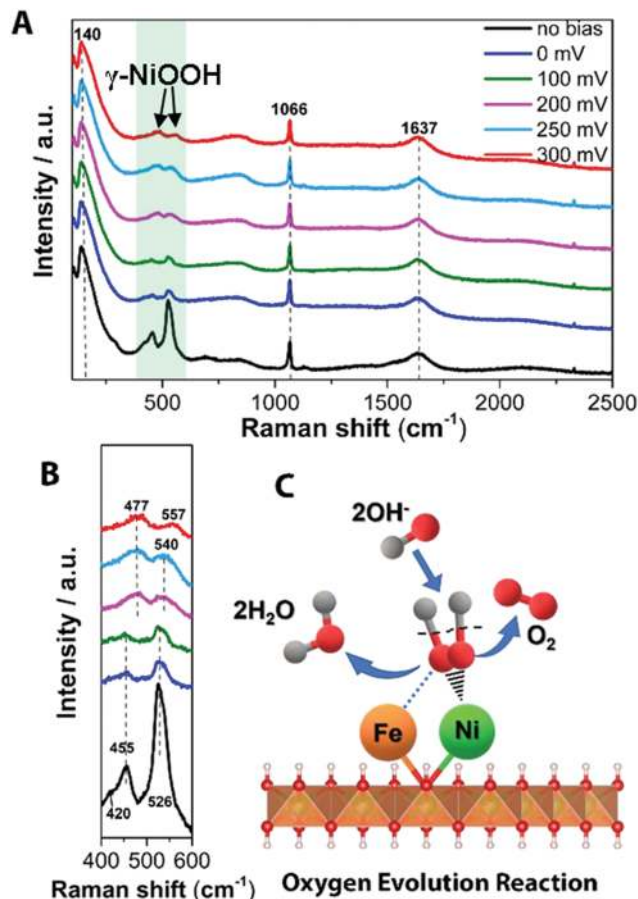 A
140
γ-NiOOH
1066
1637
no bias
0 mV
100 mV
200 mV
250 mV
300 mV
Intensity / a.u.
500
1000
1500
2000
2500
Raman shift (cm⁻¹)
B
477
557
540
455
420
526
Intensity / a.u.
400
500
600
Raman shift (cm⁻¹)
C
2OH⁻
2H₂O
O₂
Fe
Ni
Oxygen Evolution Reaction